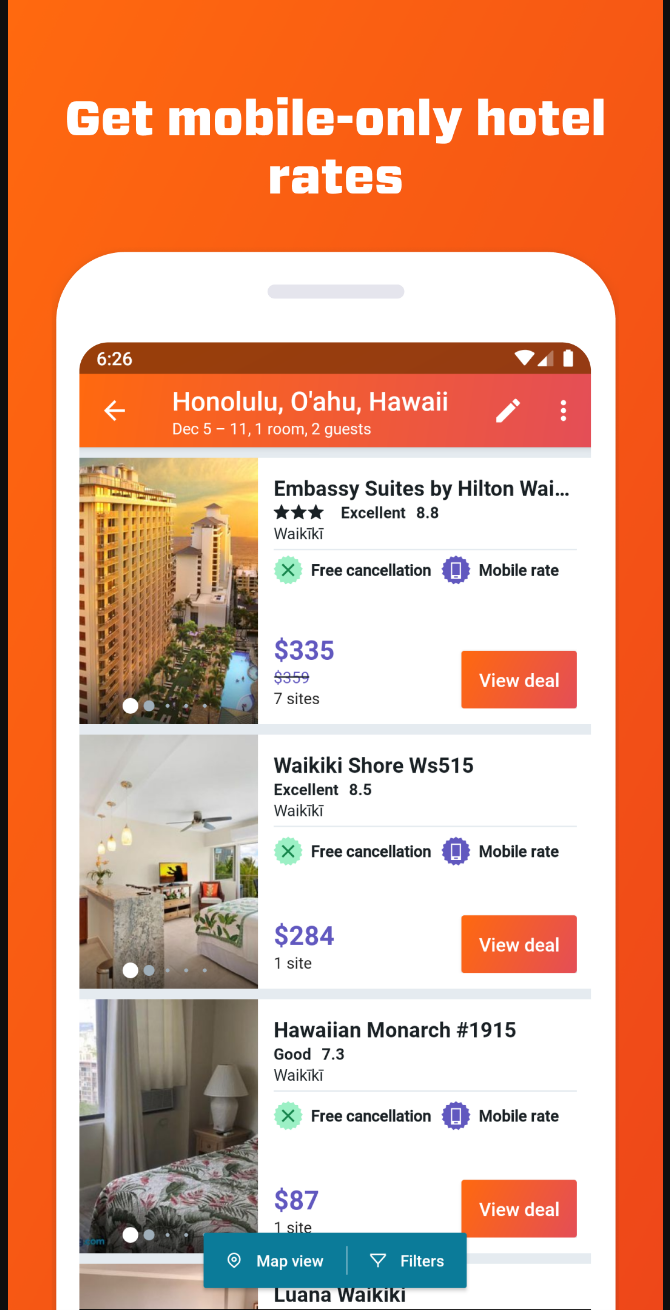 Get mobile-only hotel
rates
6:26
Honolulu, O'ahu, Hawaii
Dec 5 – 11, 1 room, 2 guests
Embassy Suites by Hilton Wai...
Excellent 8.8
Waikīkī
Free cancellation Mobile rate
$335
$359
7 sites
View deal
Waikiki Shore Ws515
Excellent 8.5
Waikīkī
Free cancellation Mobile rate
$284
1 site
View deal
Hawaiian Monarch #1915
Good 7.3
Waikīkī
Free cancellation Mobile rate
$87
1 site
View deal
Map view Filters
Luana Waikiki